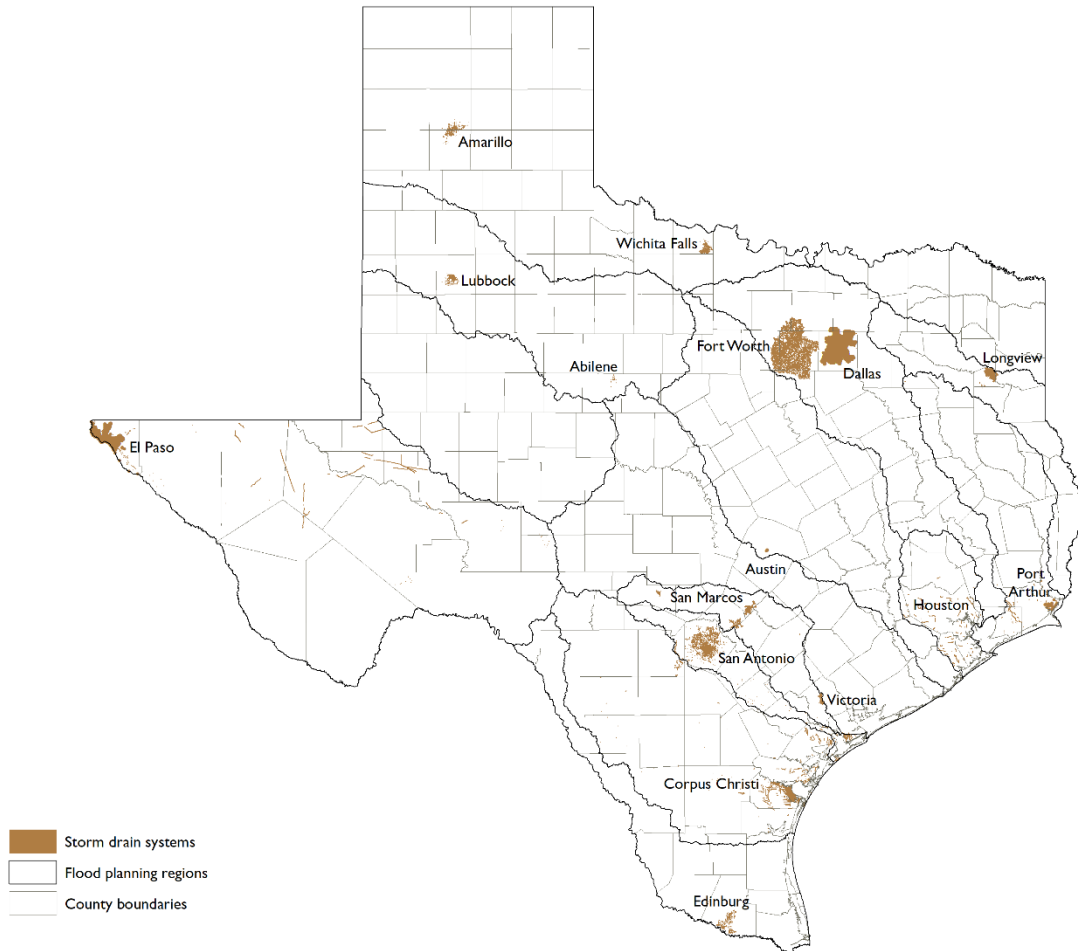 Amarillo
Wichita Falls
Lubbock
Fort Worth
Dallas
Longview
Abilene
El Paso
Austin
San Marcos
Houston
Port
Arthur
San Antonio
Victoria
Corpus Christi
Edinburg
Storm drain systems
Flood planning regions
County boundaries